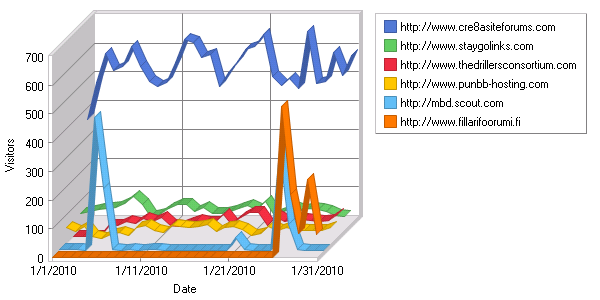 700
600
500
400
300
200
100
0
Visitors
1/1/2010
1/11/2010
1/21/2010
1/31/2010
Date
http://www.cre8asiteforums.com
http://www.staygolinks.com
http://www.thedrillersconsortium.com
http://www.punbb-hosting.com
http://mbd.scout.com
http://www.fillarifoorumi.fi